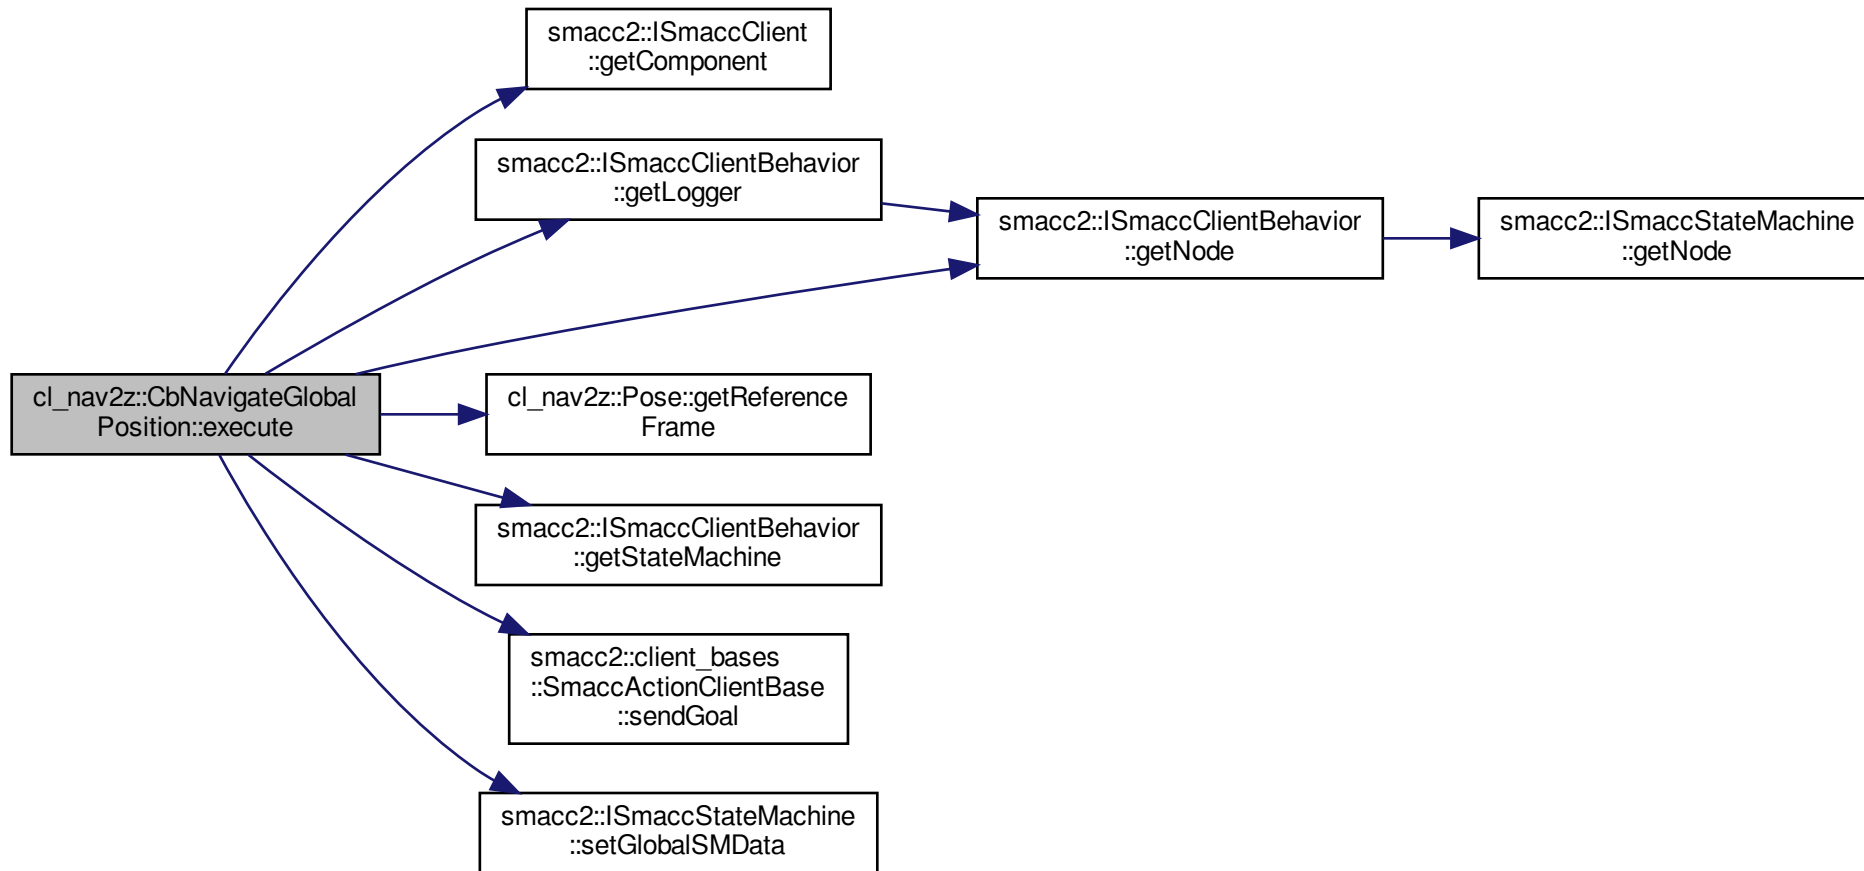 smacc2::ISmaccClient
::getComponent
smacc2::ISmaccClientBehavior
::getLogger
smacc2::ISmaccClientBehavior
::getNode
smacc2::ISmaccStateMachine
::getNode
cl_nav2z::CbNavigateGlobal
Position::execute
cl_nav2z::Pose::getReference
Frame
smacc2::ISmaccClientBehavior
::getStateMachine
smacc2::client_bases
::SmaccActionClientBase
::sendGoal
smacc2::ISmaccStateMachine
::setGlobalSMData